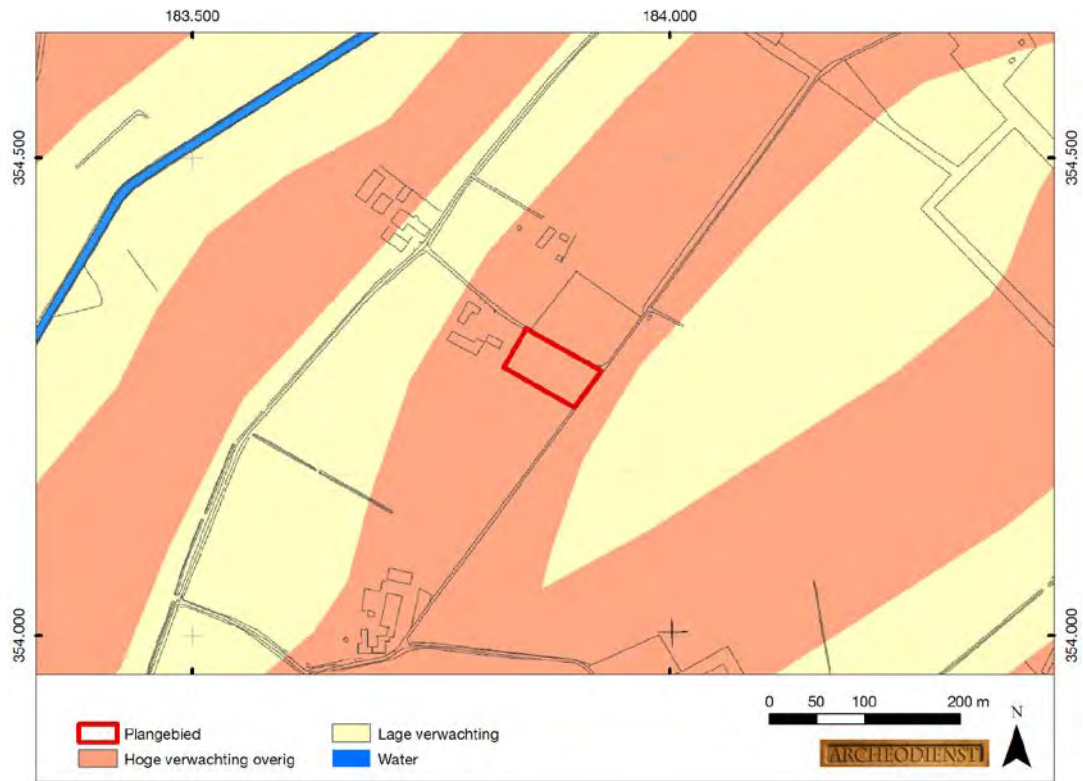 183.500 184.000
354.500 354.500
354.000 354.000
0 50 100 200 m
Plangebied Lage verwachting
Hoge verwachting overig Water
ARCHEODIENST
N